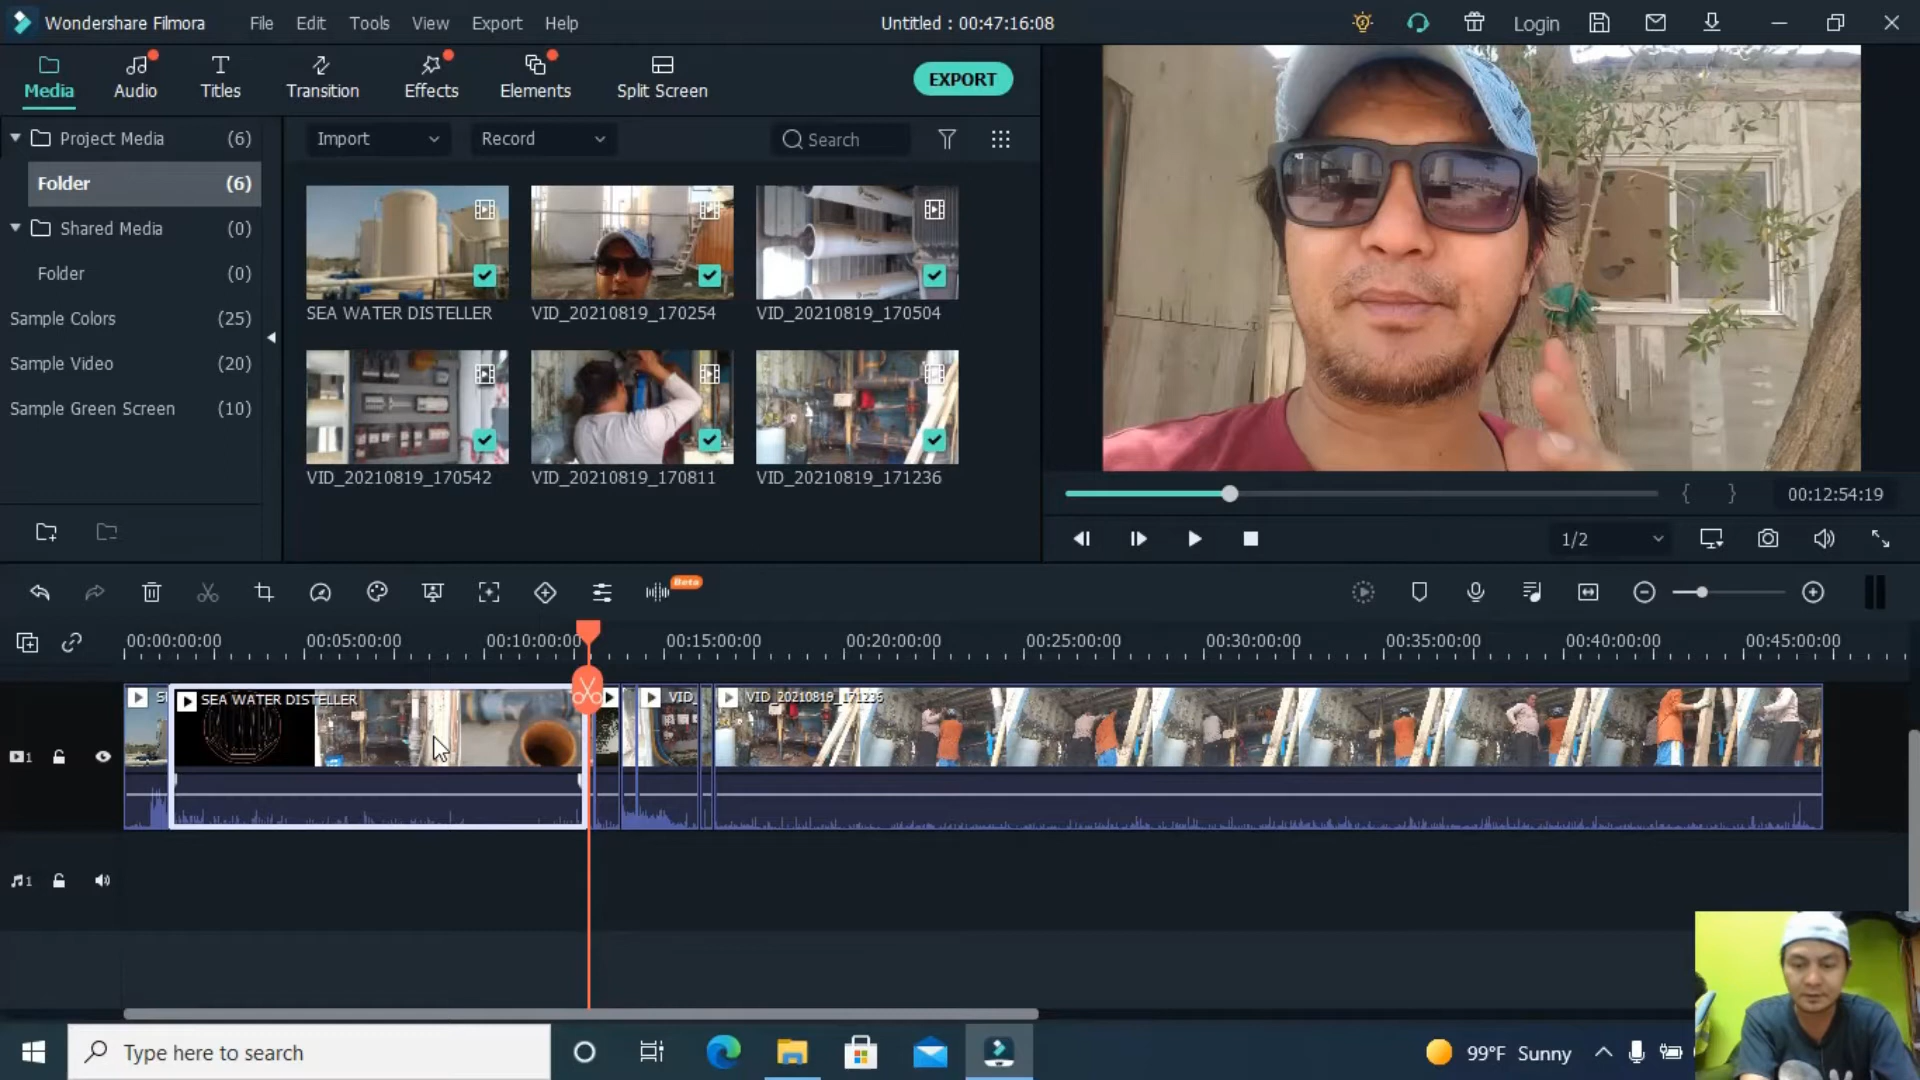 Wondershare Filmora
File Edit Tools View Export Help
Untitled : 00:47:16:08
Login
Media
Audio
Titles
Transition
Effects
Elements
Split Screen
EXPORT
Project Media (6)
Folder (6)
Shared Media (0)
Folder (0)
Sample Colors (25)
Sample Video (20)
Sample Green Screen (10)
Import
Record
Search
SEA WATER DISTELLER
VID_20210819_170254
VID_20210819_170504
VID_20210819_170542
VID_20210819_170811
VID_20210819_171236
{ }
00:12:54:19
1/2
Beta
00:00:00:00 00:05:00:00 00:10:00:00 00:15:00:00 00:20:00:00 00:25:00:00 00:30:00:00 00:35:00:00 00:40:00:00 00:45:00:00
SEA WATER DISTELLER
VID_
VID_20210819_171236
1
1
Type here to search
99°F Sunny